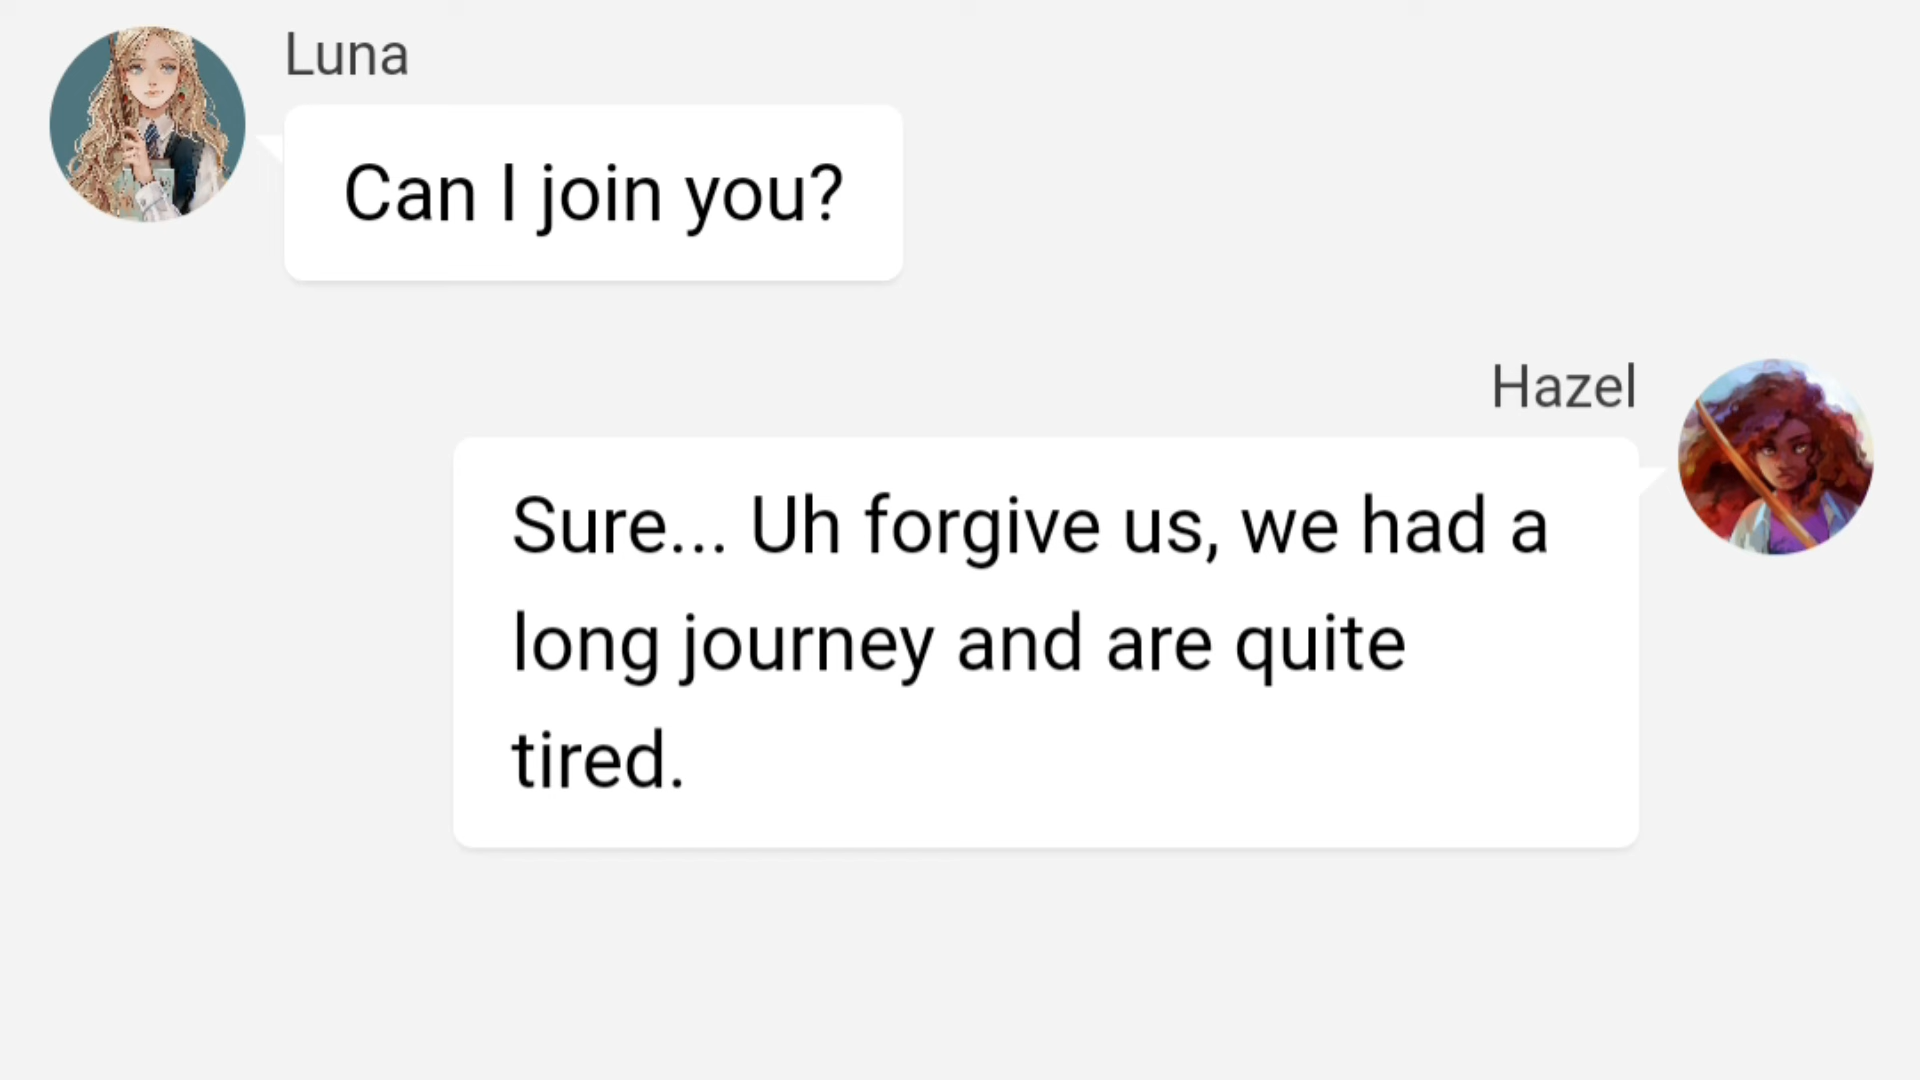 Luna
Can I join you?
Hazel
Sure... Uh forgive us, we had a
long journey and are quite
tired.